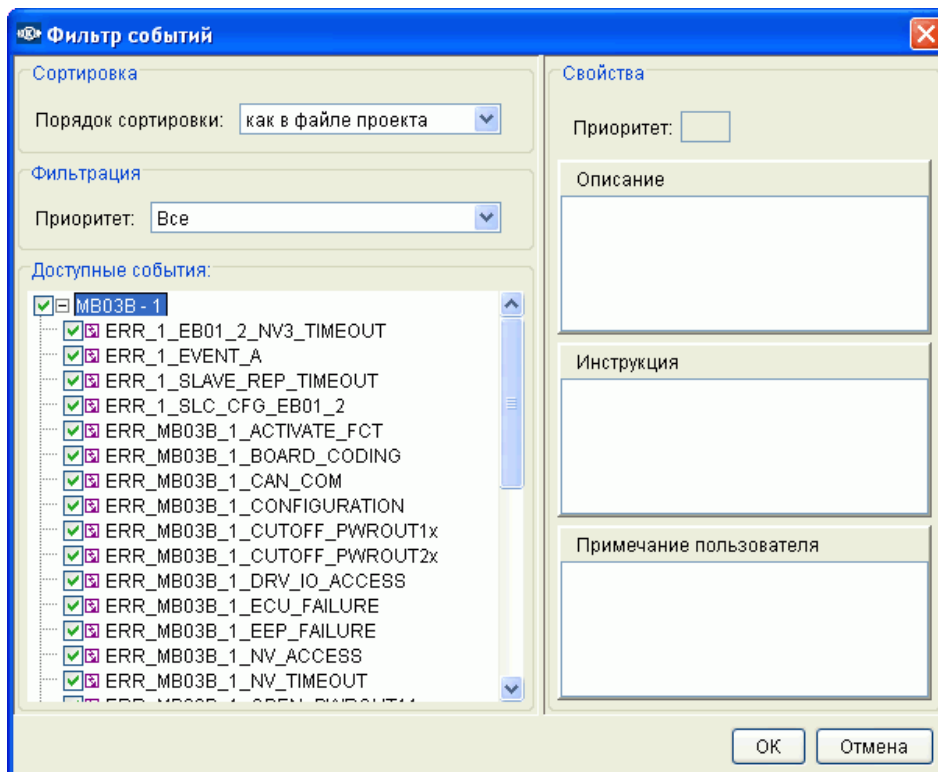 Фильтр событий
Сортировка
Порядок сортировки: как в файле проекта
Фильтрация
Приоритет: Все
Доступные события:
MB03B - 1
ERR_1_EB01_2_NV3_TIMEOUT
ERR_1_EVENT_A
ERR_1_SLAVE_REP_TIMEOUT
ERR_1_SLC_CFG_EB01_2
ERR_MB03B_1_ACTIVATE_FCT
ERR_MB03B_1_BOARD_CODING
ERR_MB03B_1_CAN_COM
ERR_MB03B_1_CONFIGURATION
ERR_MB03B_1_CUTOFF_PWROUT1x
ERR_MB03B_1_CUTOFF_PWROUT2x
ERR_MB03B_1_DRV_IO_ACCESS
ERR_MB03B_1_ECU_FAILURE
ERR_MB03B_1_EEP_FAILURE
ERR_MB03B_1_NV_ACCESS
ERR_MB03B_1_NV_TIMEOUT
Свойства
Приоритет:
Описание
Инструкция
Примечание пользователя
ОК
Отмена